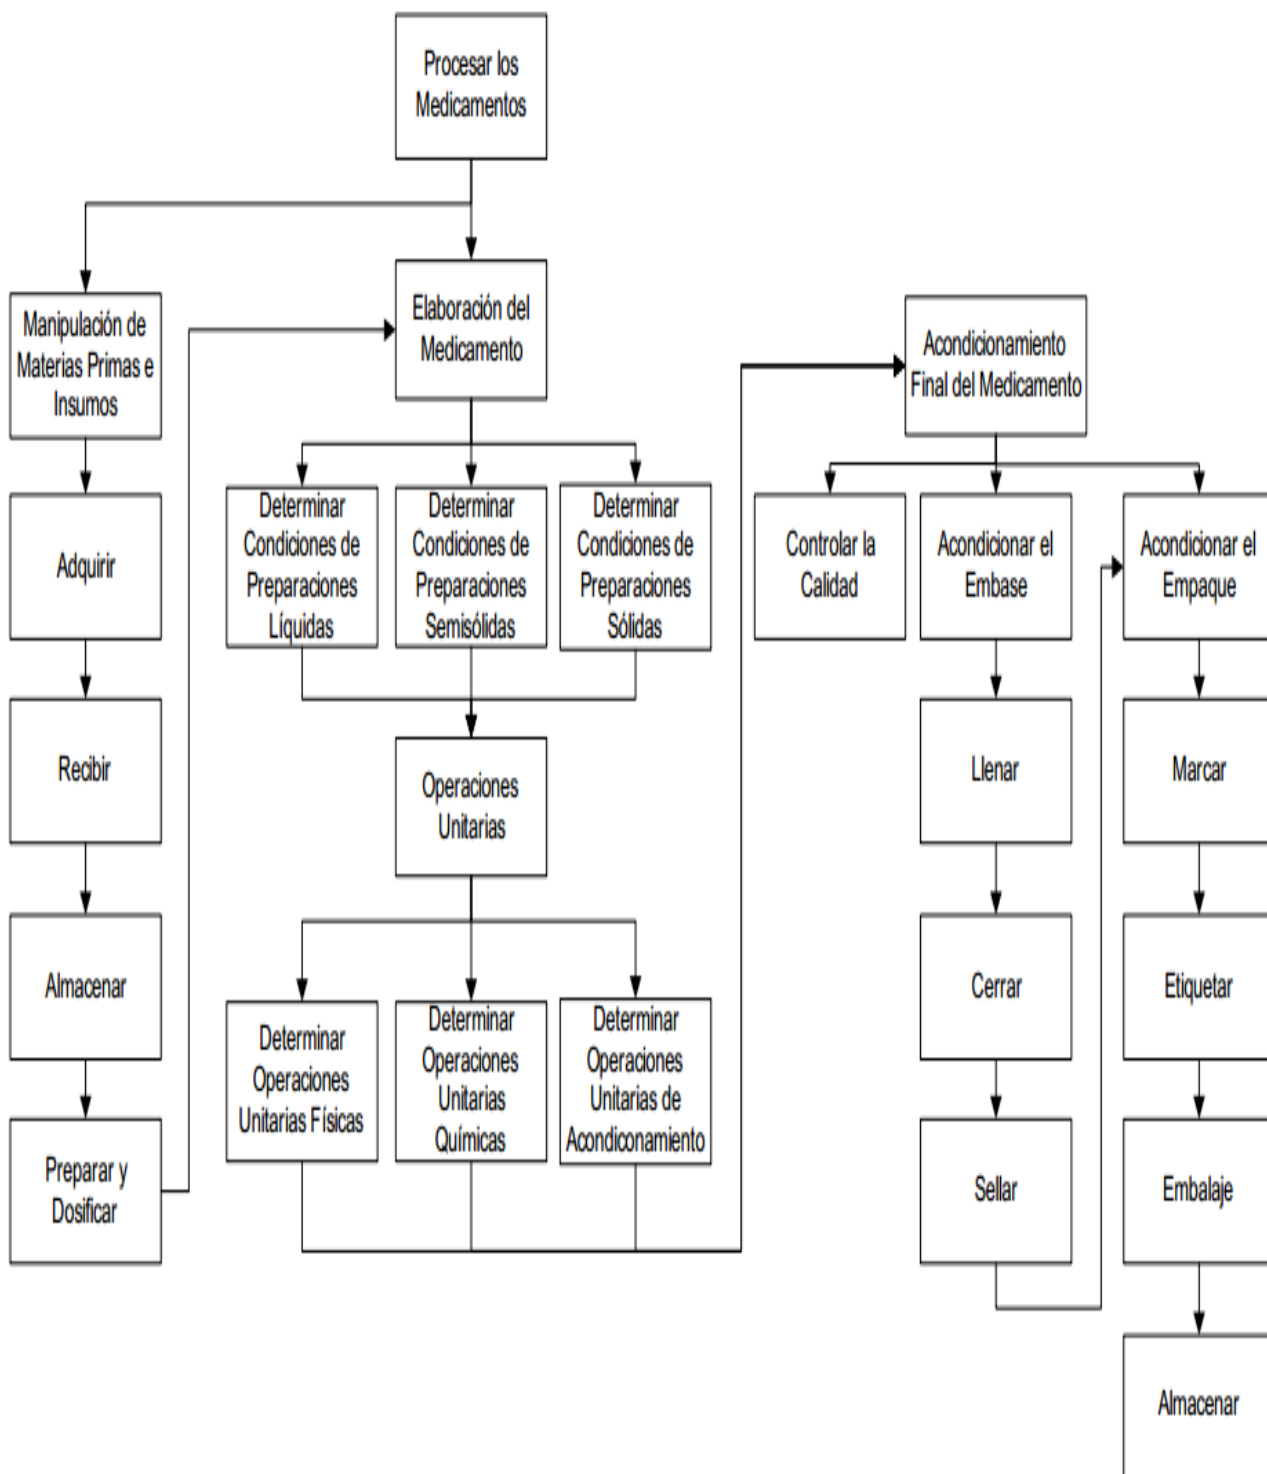 Procesar los
Medicamentos
Manipulación de
Materias Primas e
Insumos
Adquirir
Recibir
Almacenar
Preparar y
Dosificar
Elaboración del
Medicamento
Determinar
Condiciones de
Preparaciones
Líquidas
Determinar
Condiciones de
Preparaciones
Semisólidas
Determinar
Condiciones de
Preparaciones
Sólidas
Operaciones
Unitarias
Determinar
Operaciones
Unitarias Físicas
Determinar
Operaciones
Unitarias
Químicas
Determinar
Operaciones
Unitarias de
Acondiconamiento
Acondicionamiento
Final del Medicamento
Controlar la
Calidad
Acondicionar el
Embase
Llenar
Cerrar
Sellar
Acondicionar el
Empaque
Marcar
Etiquetar
Embalaje
Almacenar